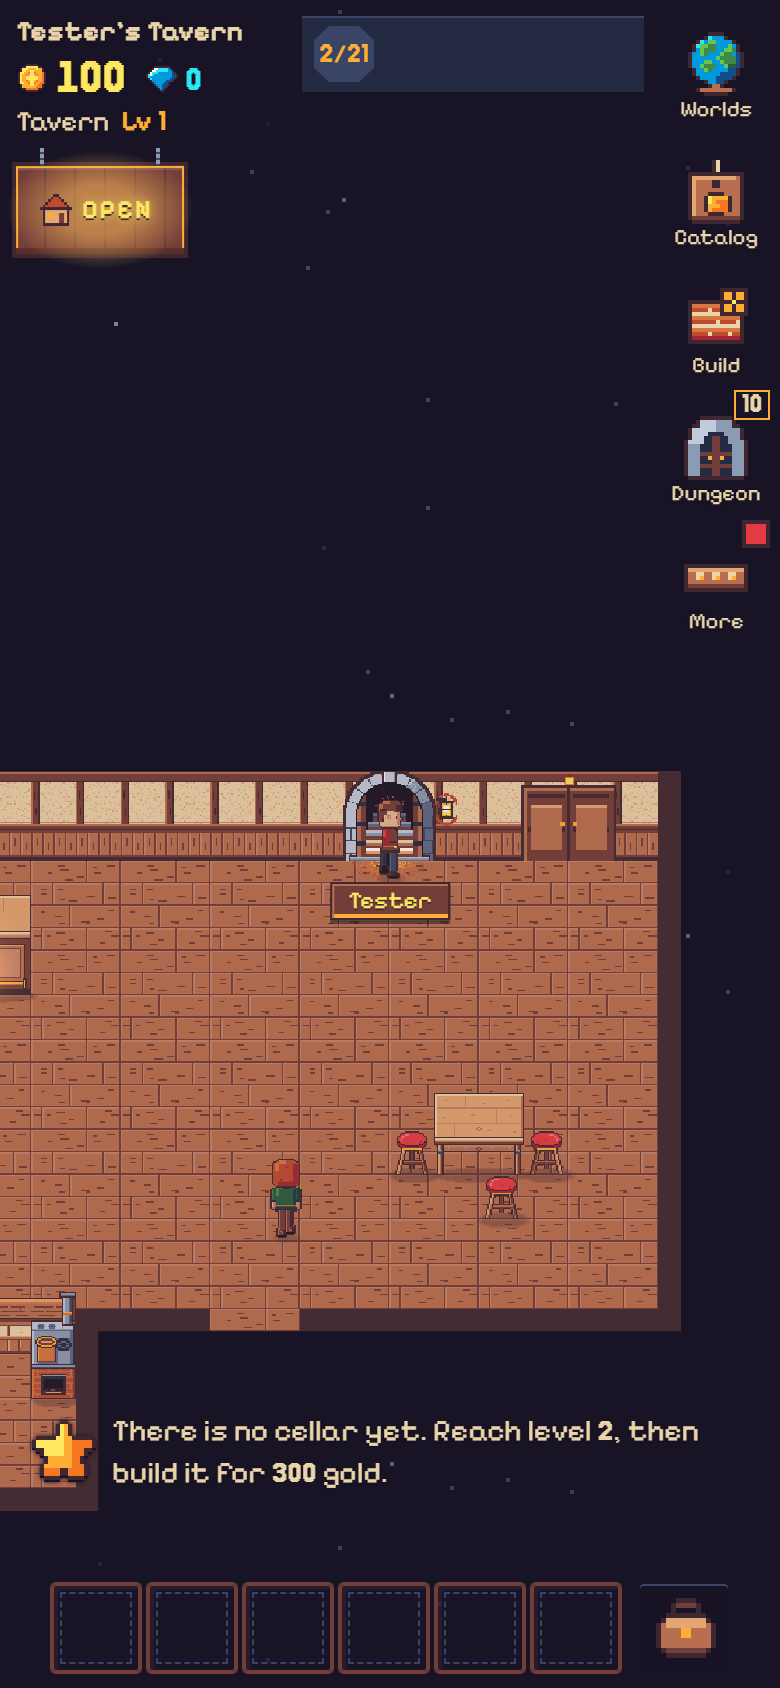 Tester's Tavern
100 0
2/21
Tavern Lv 1
OPEN
Worlds
Catalog
Build
10
Dungeon
More
Tester
There is no cellar yet. Reach level 2, then
build it for 300 gold.